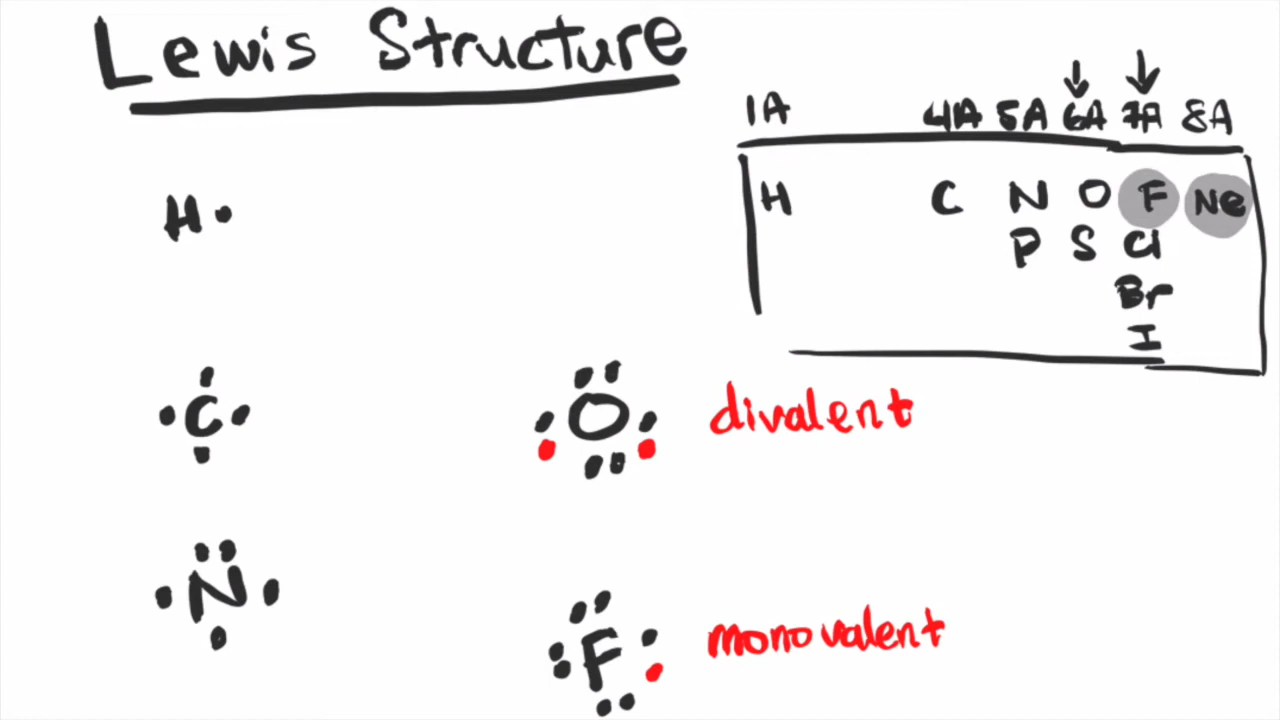 Lewis Structure
1A 4A 5A 6A 7A 8A
H C N O F Ne
P S Cl
Br
I
H
C
O divalent
N
F monovalent